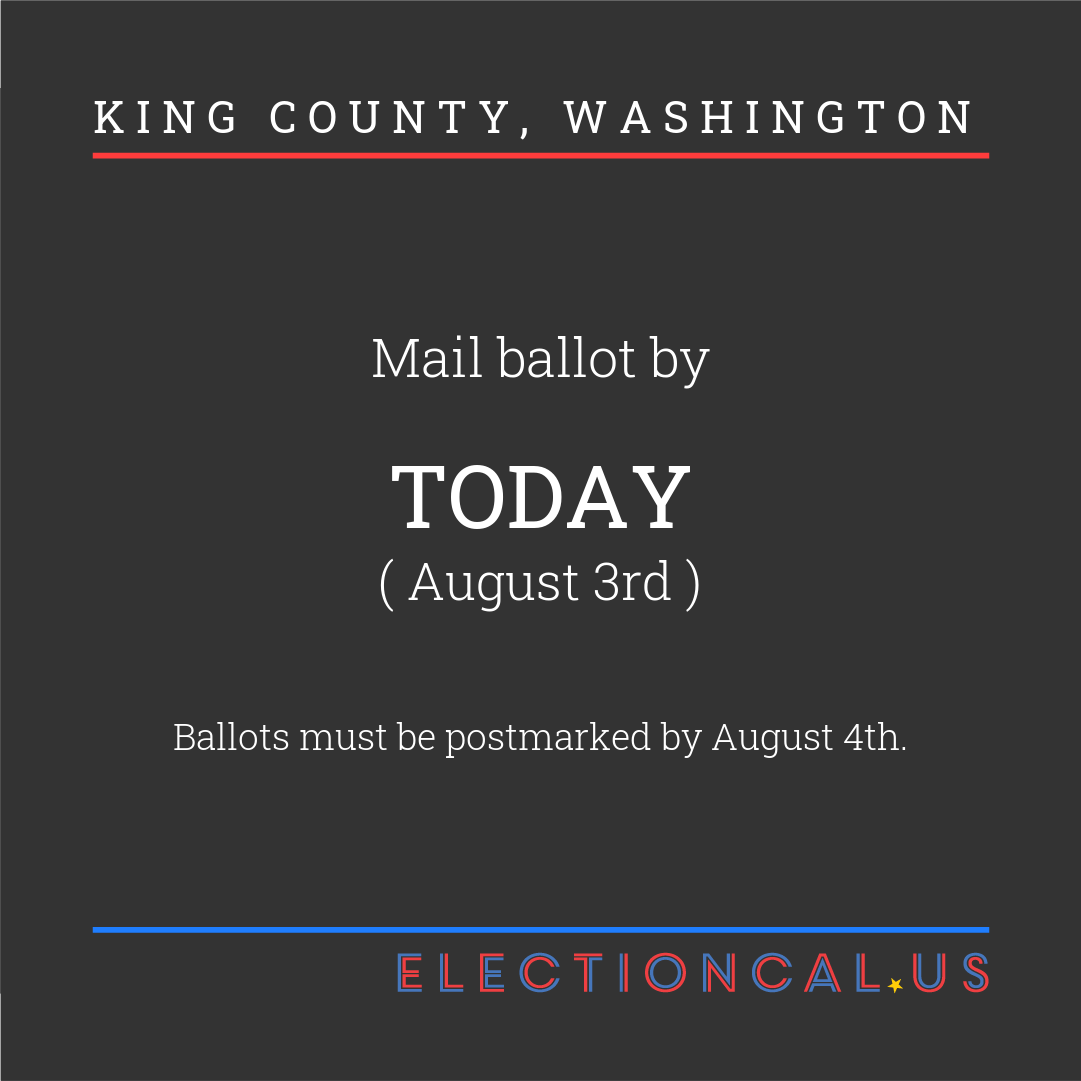 KING COUNTY, WASHINGTON
Mail ballot by
TODAY
( August 3rd )
Ballots must be postmarked by August 4th.
ELECTIONCAL.US